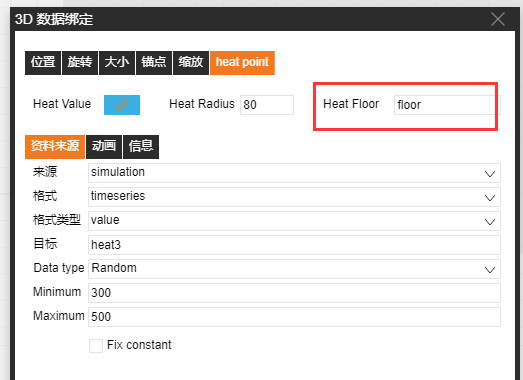 3D 数据绑定
位置 旋转 大小 锚点 缩放 heat point
Heat Value Heat Radius 80 Heat Floor floor
资料来源 动画 信息
来源 simulation
格式 timeseries
格式类型 value
目标 heat3
Data type Random
Minimum 300
Maximum 500
Fix constant